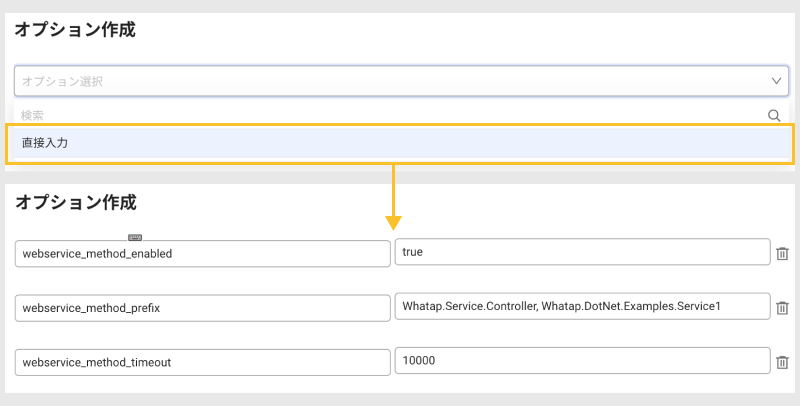 オプション作成
オプション選択
検索
直接入力
オプション作成
webservice_method_enabled
true
webservice_method_prefix
Whatap.Service.Controller, Whatap.DotNet.Examples.Service1
webservice_method_timeout
10000